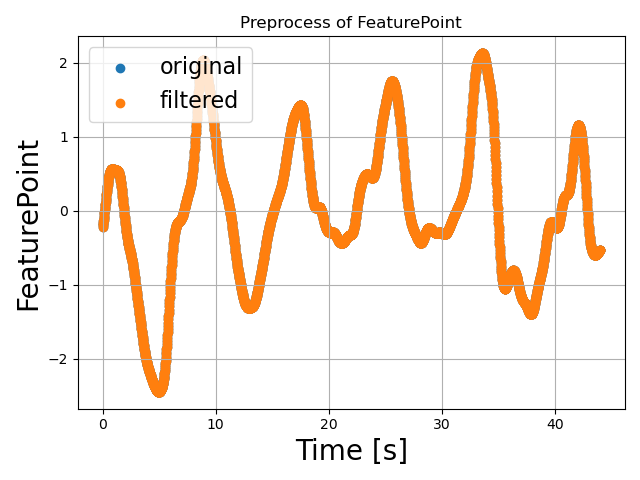 Preprocess of FeaturePoint
original
filtered
FeaturePoint
2
1
0
−1
−2
0 10 20 30 40
Time [s]